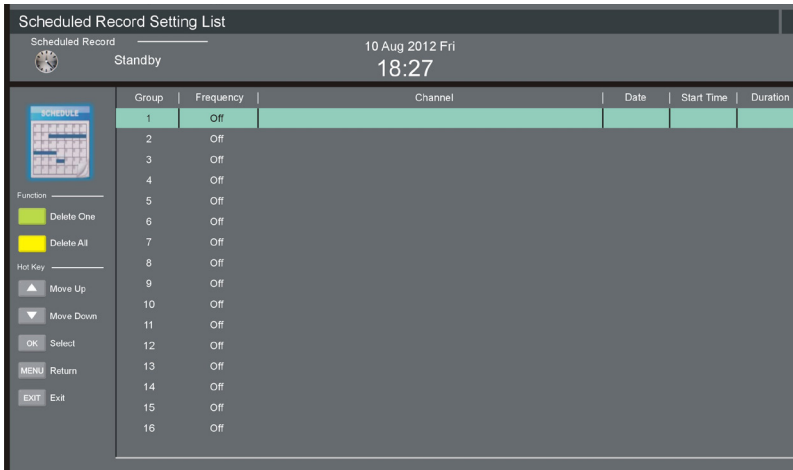 Scheduled Record Setting List
Scheduled Record
Standby
10 Aug 2012 Fri
18:27
SCHEDULE
Function
Delete One
Delete All
Hot Key
Move Up
Move Down
OK Select
MENU Return
EXIT Exit
Group | Frequency | Channel | Date | Start Time | Duration
1 Off
2 Off
3 Off
4 Off
5 Off
6 Off
7 Off
8 Off
9 Off
10 Off
11 Off
12 Off
13 Off
14 Off
15 Off
16 Off